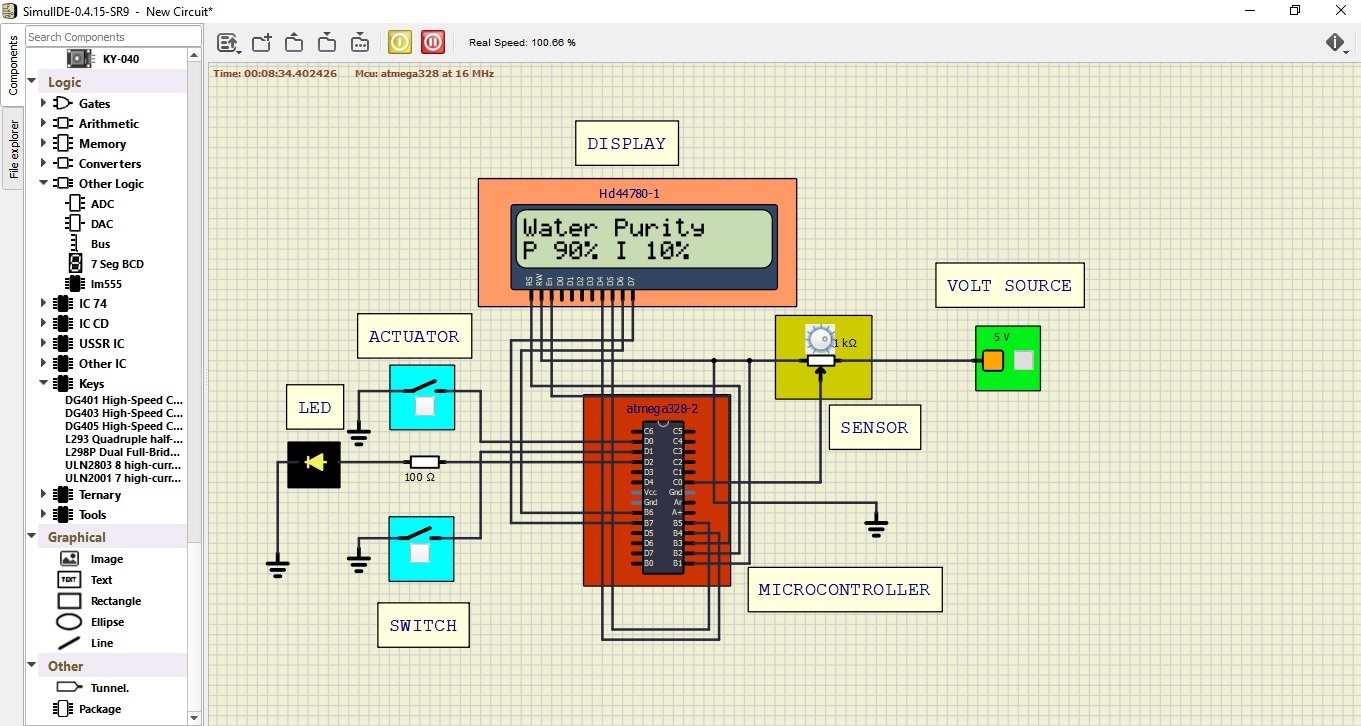 SimulIDE-0.4.15-SR9 - New Circuit*
Components
File explorer
Search Components
KY-040
Logic
Gates
Arithmetic
Memory
Converters
Other Logic
ADC
DAC
Bus
7 Seg BCD
lm555
IC 74
IC CD
USSR IC
Other IC
Keys
DG401 High-Speed C...
DG403 High-Speed C...
DG405 High-Speed C...
L293 Quadruple half-...
L298P Dual Full-Brid...
ULN2803 8 high-curr...
ULN2001 7 high-curr...
Ternary
Tools
Graphical
Image
TEXT Text
Rectangle
Ellipse
Line
Other
Tunnel.
Package
Real Speed: 100.66 %
Time: 00:08:34.402426 Mcu: atmega328 at 16 MHz
DISPLAY
Hd44780-1
Water Purity
P 90% I 10%
RS RW En D0 D1 D2 D3 D4 D5 D6 D7
VOLT SOURCE
5 V
ACTUATOR
1 kΩ
SENSOR
LED
100 Ω
atmega328-2
C6 C5
D0 C4
D1 C3
D2 C2
D3 C1
D4 C0
Vcc Gnd
Gnd Ar
B6 A+
B7 B5
D5 B4
D6 B3
D7 B2
B0 B1
MICROCONTROLLER
SWITCH